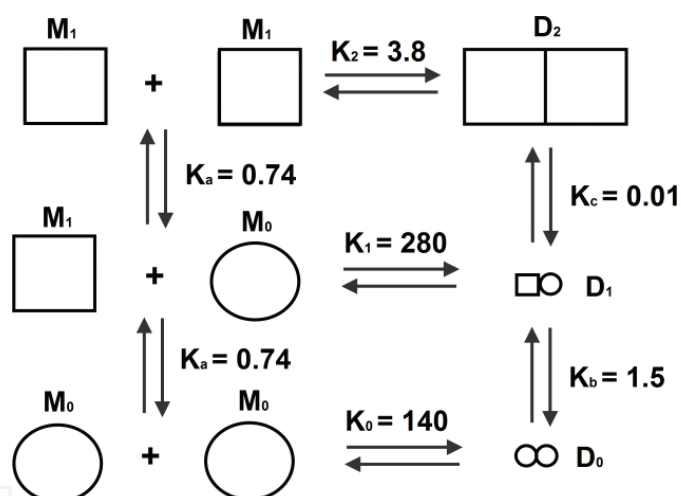 M₁ M₁ D₂
+ K₂ = 3.8
Kₐ = 0.74 K꜀ = 0.01
M₁ M₀
+ K₁ = 280 D₁
Kₐ = 0.74 K_b = 1.5
M₀ M₀
+ K₀ = 140 D₀